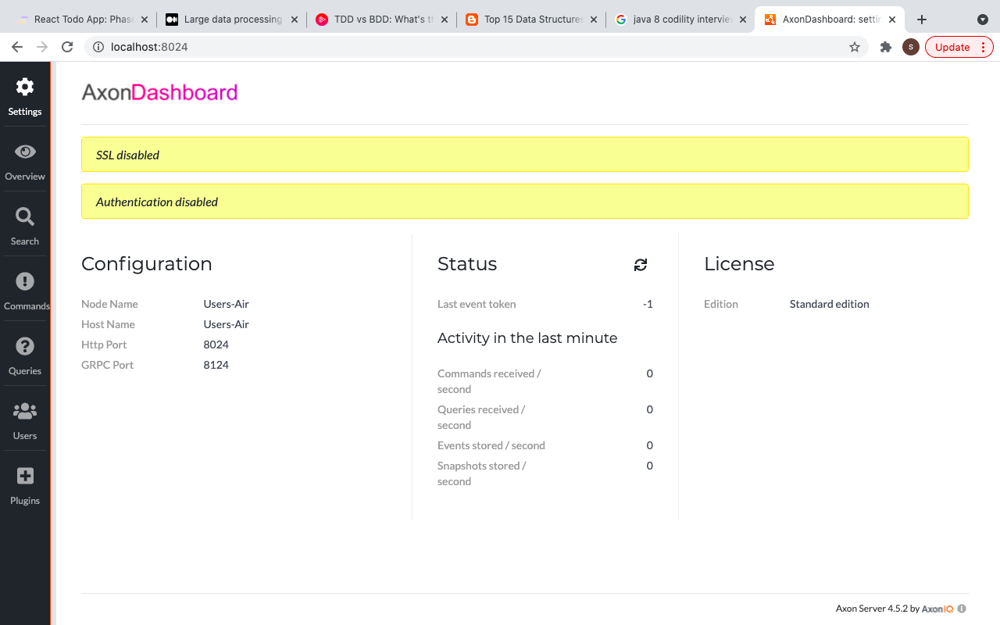 React Todo App: Phase
Large data processing
TDD vs BDD: What's th
Top 15 Data Structures
java 8 codility interview
AxonDashboard: settin
localhost:8024
S
Update
Settings
Overview
Search
Commands
Queries
Users
Plugins
AxonDashboard
SSL disabled
Authentication disabled
Configuration
Node Name Users-Air
Host Name Users-Air
Http Port 8024
GRPC Port 8124
Status
Last event token -1
Activity in the last minute
Commands received / 0
second
Queries received / 0
second
Events stored / second 0
Snapshots stored / 0
second
License
Edition Standard edition
Axon Server 4.5.2 by AxonIQ